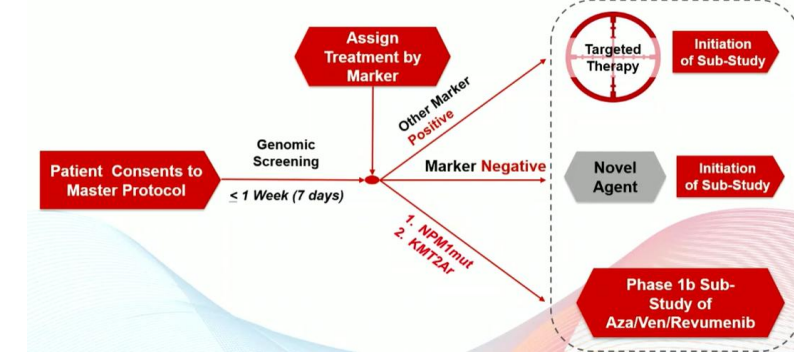 Assign
Treatment by
Marker
Patient Consents to
Master Protocol
Genomic
Screening
< 1 Week (7 days)
Other Marker
Positive
Targeted
Therapy
Initiation
of Sub-Study
Marker Negative
Novel
Agent
Initiation
of Sub-Study
1. NPM1mut
2. KMT2Ar
Phase 1b Sub-
Study of
Aza/Ven/Revumenib